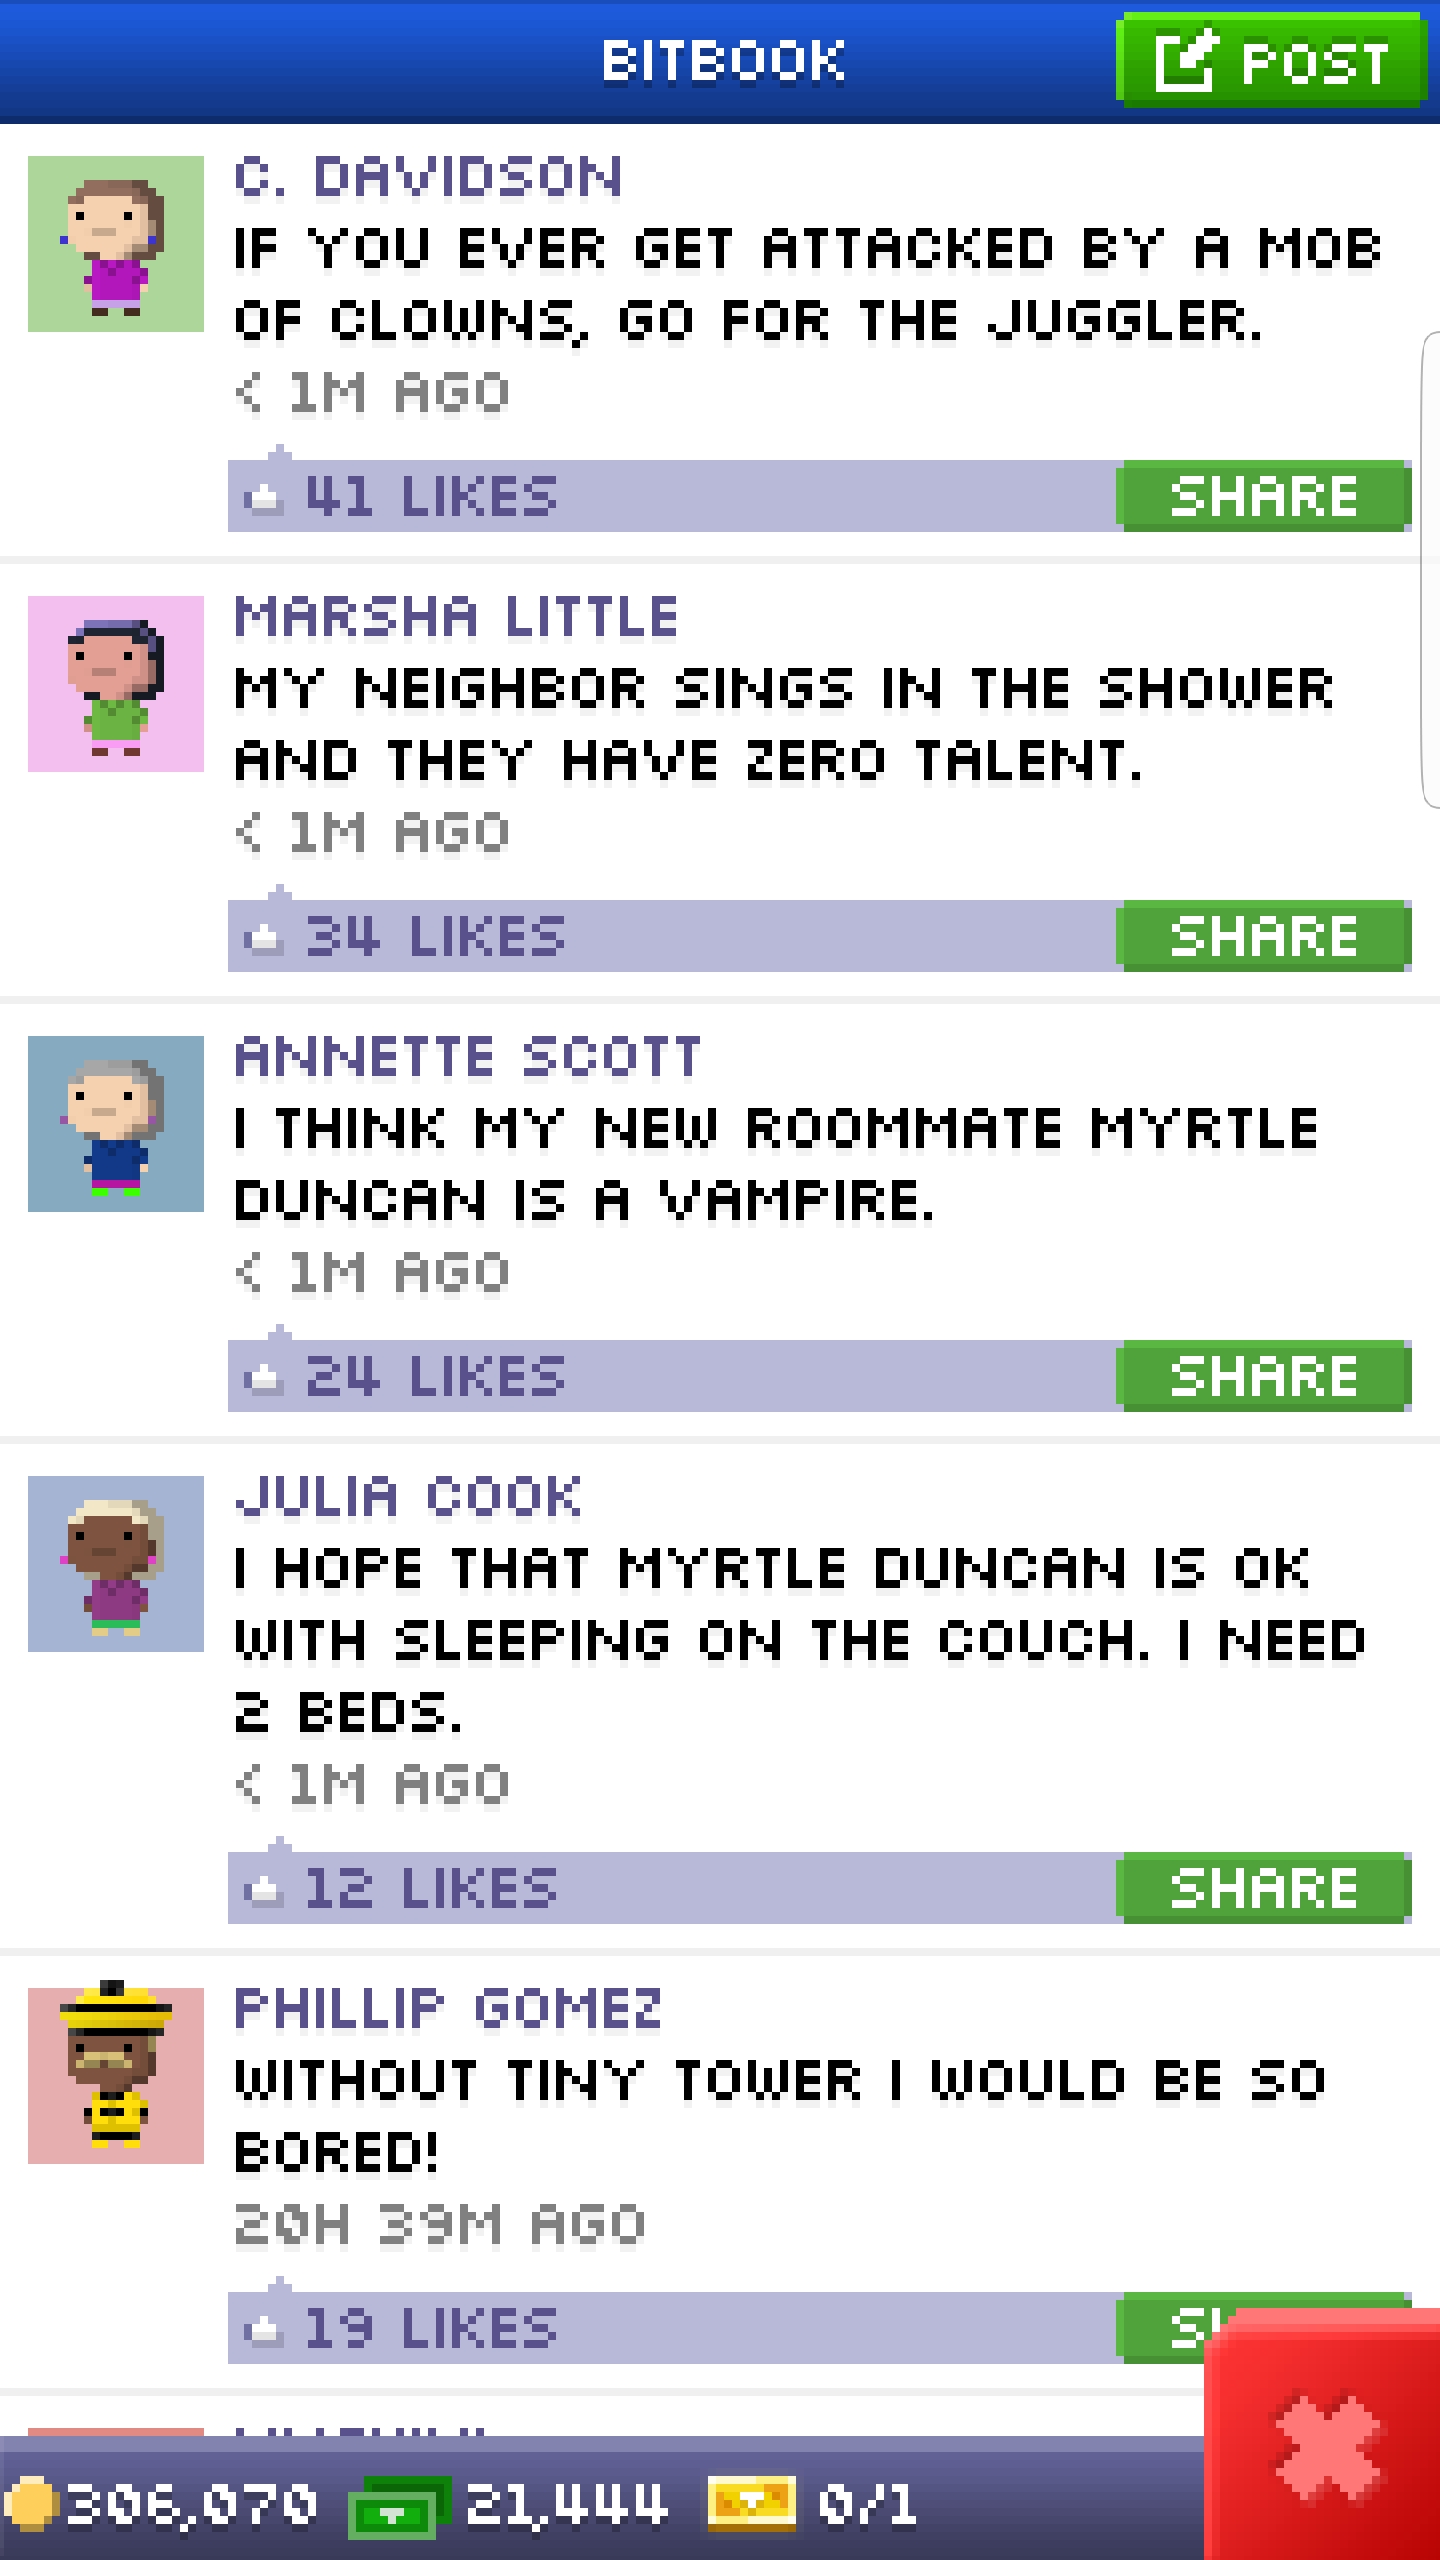 BITBOOK
POST
C. DAVIDSON
IF YOU EVER GET ATTACKED BY A MOB
OF CLOWNS, GO FOR THE JUGGLER.
< 1M AGO
41 LIKES
SHARE
MARSHA LITTLE
MY NEIGHBOR SINGS IN THE SHOWER
AND THEY HAVE ZERO TALENT.
< 1M AGO
34 LIKES
SHARE
ANNETTE SCOTT
I THINK MY NEW ROOMMATE MYRTLE
DUNCAN IS A VAMPIRE.
< 1M AGO
24 LIKES
SHARE
JULIA COOK
I HOPE THAT MYRTLE DUNCAN IS OK
WITH SLEEPING ON THE COUCH. I NEED
2 BEDS.
< 1M AGO
12 LIKES
SHARE
PHILLIP GOMEZ
WITHOUT TINY TOWER I WOULD BE SO
BORED!
20H 39M AGO
19 LIKES
306,070
21,444
0/1